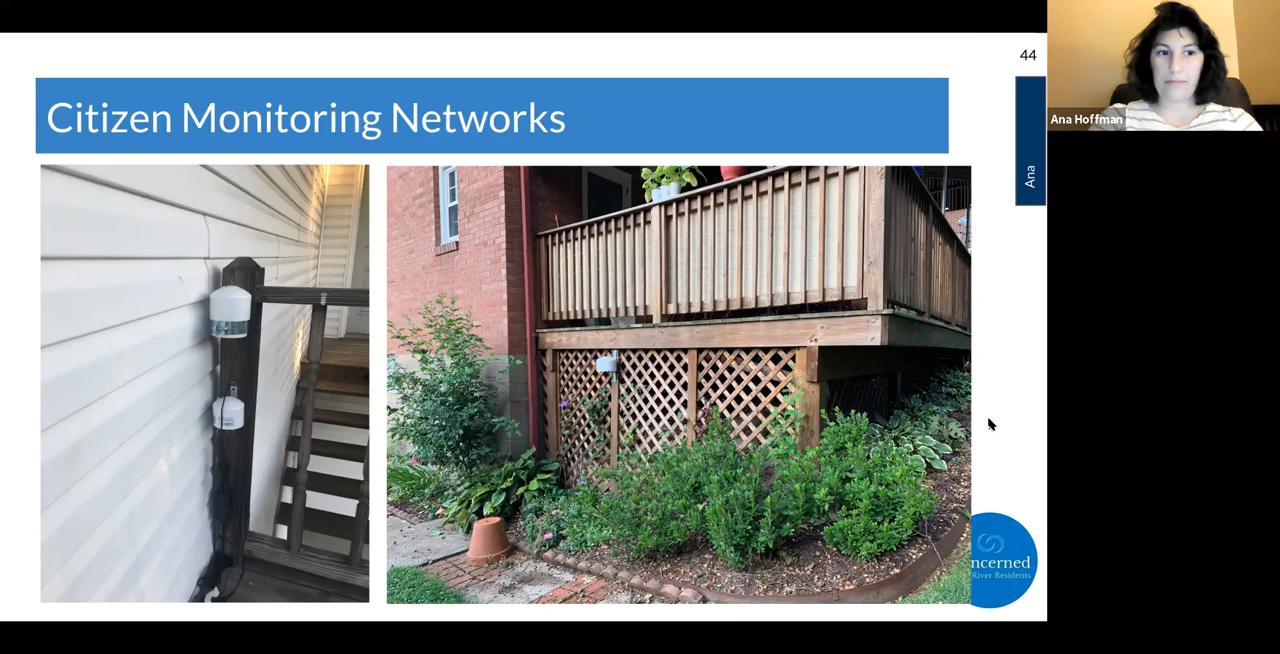 44
Citizen Monitoring Networks
Ana Hoffman
Ana
ncerned
River Residents